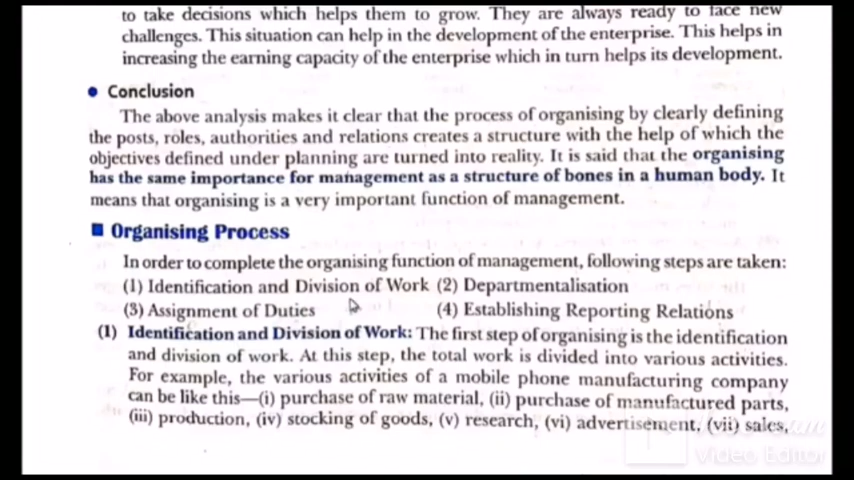 to take decisions which helps them to grow. They are always ready to face new
challenges. This situation can help in the development of the enterprise. This helps in
increasing the earning capacity of the enterprise which in turn helps its development.
• Conclusion
The above analysis makes it clear that the process of organising by clearly defining
the posts, roles, authorities and relations creates a structure with the help of which the
objectives defined under planning are turned into reality. It is said that the organising
has the same importance for management as a structure of bones in a human body. It
means that organising is a very important function of management.
■ Organising Process
In order to complete the organising function of management, following steps are taken:
(1) Identification and Division of Work (2) Departmentalisation
(3) Assignment of Duties (4) Establishing Reporting Relations
(1) Identification and Division of Work: The first step of organising is the identification
and division of work. At this step, the total work is divided into various activities.
For example, the various activities of a mobile phone manufacturing company
can be like this—(i) purchase of raw material, (ii) purchase of manufactured parts,
(iii) production, (iv) stocking of goods, (v) research, (vi) advertisement, (vii) sales,
Video Editor